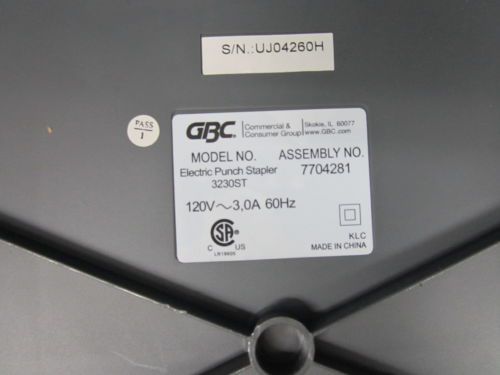 S/N.:UJ04260H
PASS
1
GBC
Commercial &
Consumer Group
Skokie, IL 60077
www.GBC.com
MODEL NO.
Electric Punch Stapler
3230ST
ASSEMBLY NO.
7704281
120V～3,0A 60Hz
C
US
KLC
MADE IN CHINA